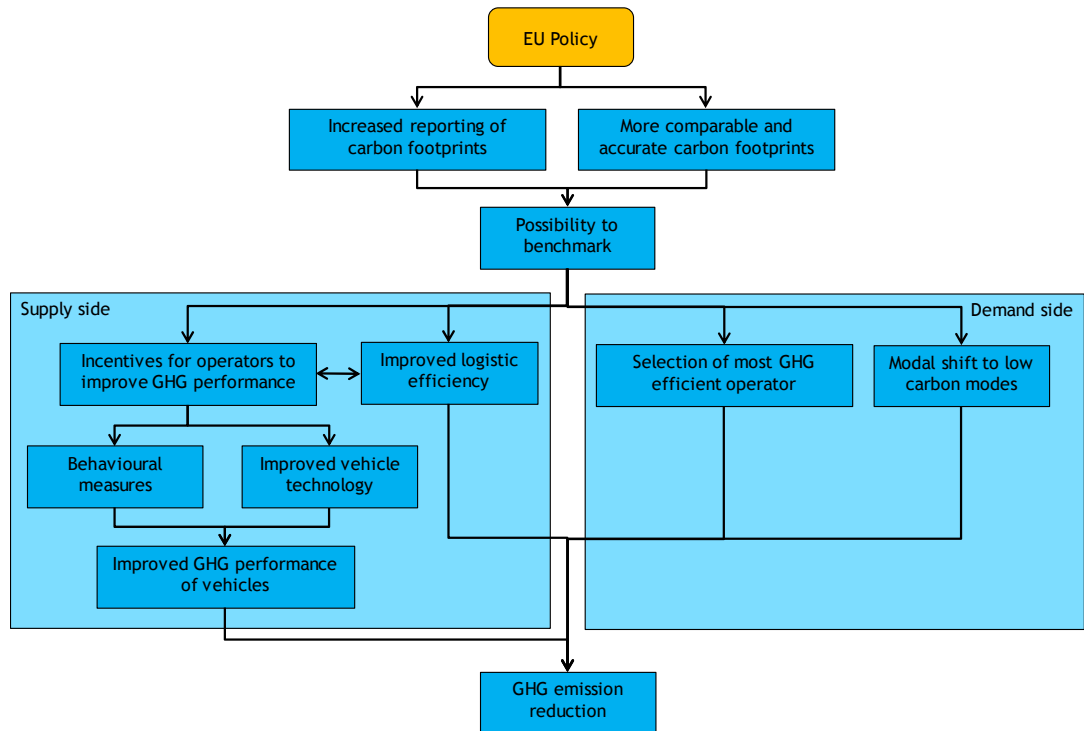 EU Policy
Increased reporting of
carbon footprints
More comparable and
accurate carbon footprints
Possibility to
benchmark
Supply side
Demand side
Incentives for operators to
improve GHG performance
Improved logistic
efficiency
Selection of most GHG
efficient operator
Modal shift to low
carbon modes
Behavioural
measures
Improved vehicle
technology
Improved GHG performance
of vehicles
GHG emission
reduction